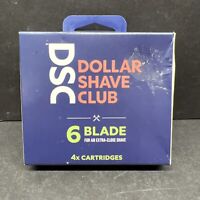 DSC
DOLLAR
SHAVE
CLUB
6 BLADE
FOR AN EXTRA-CLOSE SHAVE
4x CARTRIDGES